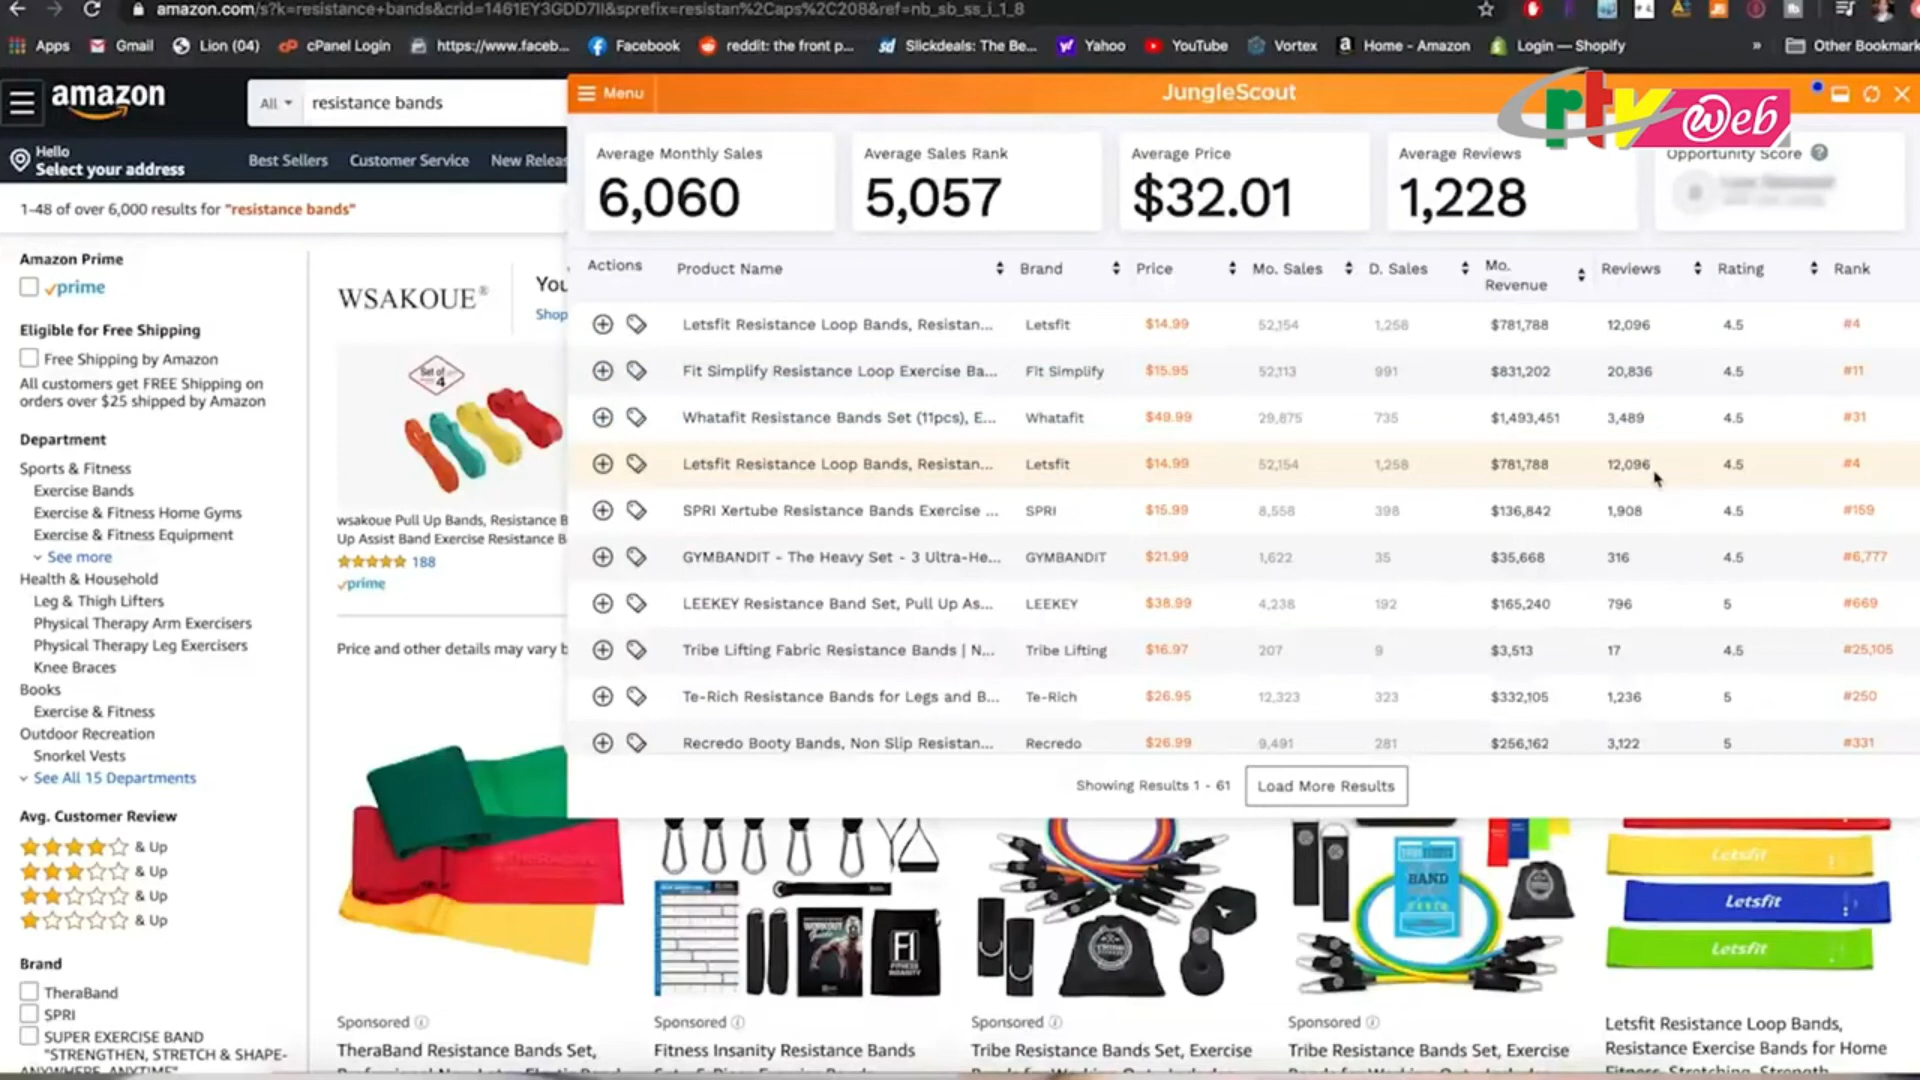 amazon.com/s?k=resistance+bands&crid=1461EY3GDD7II&sprefix=resistan%2Caps%2C208&ref=nb_sb_ss_i_1_8
Apps Gmail Lion (04) cPanel Login https://www.faceb... Facebook reddit: the front p... Slickdeals: The Be... Yahoo YouTube Vortex Home - Amazon Login — Shopify » Other Bookmark
amazon
All resistance bands
Hello
Select your address
Best Sellers Customer Service New Releas
1-48 of over 6,000 results for "resistance bands"
Amazon Prime
prime
Eligible for Free Shipping
Free Shipping by Amazon
All customers get FREE Shipping on
orders over $25 shipped by Amazon
Department
Sports & Fitness
Exercise Bands
Exercise & Fitness Home Gyms
Exercise & Fitness Equipment
See more
Health & Household
Leg & Thigh Lifters
Physical Therapy Arm Exercisers
Physical Therapy Leg Exercisers
Knee Braces
Books
Exercise & Fitness
Outdoor Recreation
Snorkel Vests
See All 15 Departments
Avg. Customer Review
& Up
& Up
& Up
& Up
Brand
TheraBand
SPRI
SUPER EXERCISE BAND
"STRENGTHEN, STRETCH & SHAPE-
ANYWHERE, ANYTIME"
WSAKOUE®
You
Shop
Set of
4
wsakoue Pull Up Bands, Resistance B
Up Assist Band Exercise Resistance B
188
prime
Price and other details may vary b
Menu JungleScout
rtv web
Average Monthly Sales
6,060
Average Sales Rank
5,057
Average Price
$32.01
Average Reviews
1,228
Opportunity Score
Actions Product Name Brand Price Mo. Sales D. Sales Mo. Revenue Reviews Rating Rank
Letsfit Resistance Loop Bands, Resistan... Letsfit $14.99 52,154 1,258 $781,788 12,096 4.5 #4
Fit Simplify Resistance Loop Exercise Ba... Fit Simplify $15.95 52,113 991 $831,202 20,836 4.5 #11
Whatafit Resistance Bands Set (11pcs), E... Whatafit $49.99 29,875 735 $1,493,451 3,489 4.5 #31
Letsfit Resistance Loop Bands, Resistan... Letsfit $14.99 52,154 1,258 $781,788 12,096 4.5 #4
SPRI Xertube Resistance Bands Exercise ... SPRI $15.99 8,558 398 $136,842 1,908 4.5 #159
GYMBANDIT - The Heavy Set - 3 Ultra-He... GYMBANDIT $21.99 1,622 35 $35,668 316 4.5 #6,777
LEEKEY Resistance Band Set, Pull Up As... LEEKEY $38.99 4,238 192 $165,240 796 5 #669
Tribe Lifting Fabric Resistance Bands | N... Tribe Lifting $16.97 207 9 $3,513 17 4.5 #25,105
Te-Rich Resistance Bands for Legs and B... Te-Rich $26.95 12,323 323 $332,105 1,236 5 #250
Recredo Booty Bands, Non Slip Resistan... Recredo $26.99 9,491 281 $256,162 3,122 5 #331
Showing Results 1 - 61 Load More Results
BAND
Letsfit
Letsfit
Letsfit
Sponsored
TheraBand Resistance Bands Set,
Sponsored
Fitness Insanity Resistance Bands
Sponsored
Tribe Resistance Bands Set, Exercise
Sponsored
Tribe Resistance Bands Set, Exercise
Letsfit Resistance Loop Bands,
Resistance Exercise Bands for Home
Fitness, Stretching, Strength